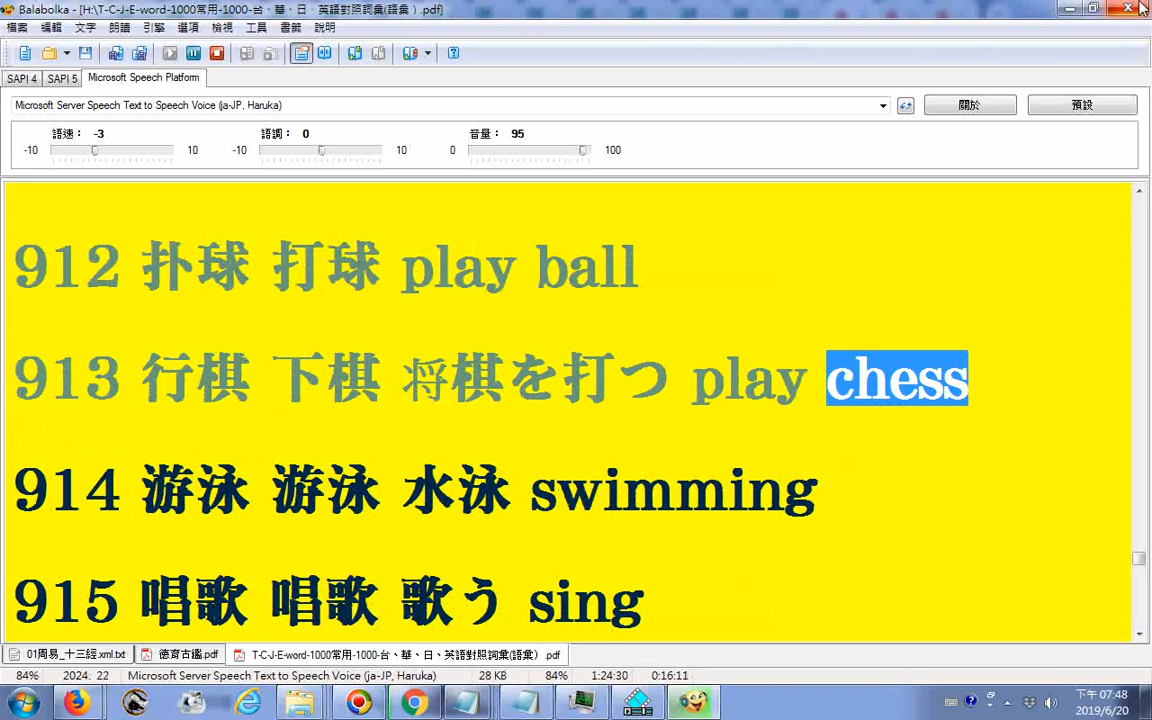 Balabolka - [H:\T-C-J-E-word-1000常用-1000-台、華、日、英語對照詞彙(語彙）.pdf]
檔案 編輯 文字 朗讀 引擎 選項 檢視 工具 書籤 說明
SAPI 4 SAPI 5 Microsoft Speech Platform
Microsoft Server Speech Text to Speech Voice (ja-JP, Haruka) 關於 預設
語速： -3 語調： 0 音量： 95
-10 10 -10 10 0 100
912 扑球 打球 play ball
913 行棋 下棋 将棋を打つ play chess
914 游泳 游泳 水泳 swimming
915 唱歌 唱歌 歌う sing
01周易_十三經.xml.txt 德育古鑑.pdf T-C-J-E-word-1000常用-1000-台、華、日、英語對照詞彙(語彙）.pdf
84% 2024: 22 Microsoft Server Speech Text to Speech Voice (ja-JP, Haruka) 28 KB 84% 1:24:30 0:16:11
下午 07:48
2019/6/20